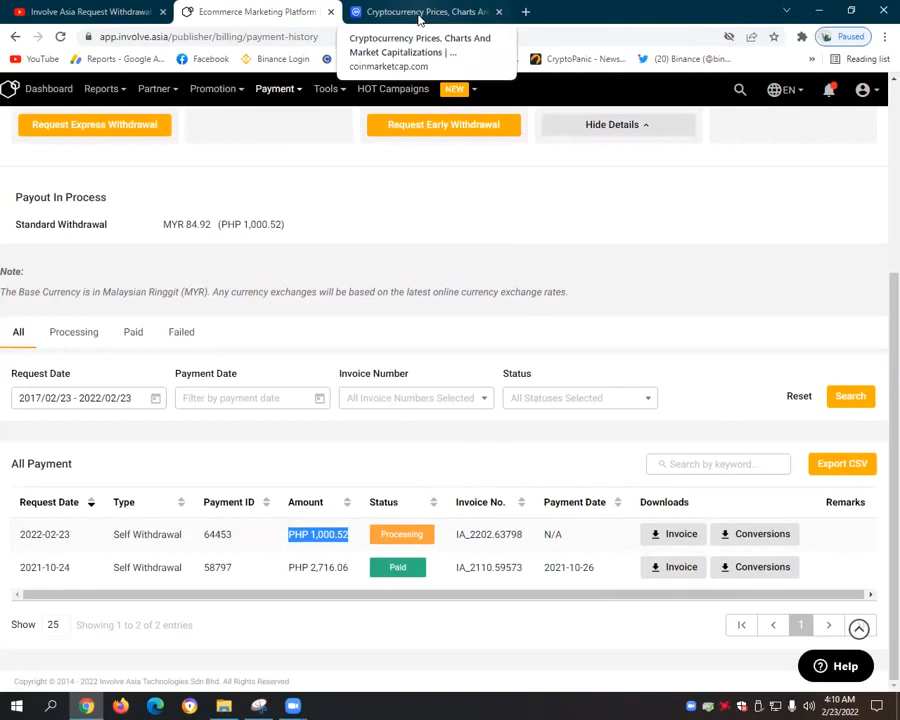 Involve Asia Request Withdrawal
Ecommerce Marketing Platform
Cryptocurrency Prices, Charts An
app.involve.asia/publisher/billing/payment-history
Paused
Cryptocurrency Prices, Charts And
Market Capitalizations | ...
coinmarketcap.com
YouTube
Reports - Google A...
Facebook
Binance Login
CryptoPanic - News...
(20) Binance (@bin...
»
Reading list
Dashboard
Reports
Partner
Promotion
Payment
Tools
HOT Campaigns
NEW
EN
Request Express Withdrawal
Request Early Withdrawal
Hide Details
Payout In Process
Standard Withdrawal MYR 84.92 (PHP 1,000.52)
Note:
The Base Currency is in Malaysian Ringgit (MYR). Any currency exchanges will be based on the latest online currency exchange rates.
All Processing Paid Failed
Request Date Payment Date Invoice Number Status
2017/02/23 - 2022/02/23 Filter by payment date All Invoice Numbers Selected All Statuses Selected Reset Search
All Payment Search by keyword... Export CSV
Request Date Type Payment ID Amount Status Invoice No. Payment Date Downloads Remarks
2022-02-23 Self Withdrawal 64453 PHP 1,000.52 Processing IA_2202.63798 N/A Invoice Conversions
2021-10-24 Self Withdrawal 58797 PHP 2,716.06 Paid IA_2110.59573 2021-10-26 Invoice Conversions
Show 25 Showing 1 to 2 of 2 entries 1
Help
Copyright © 2014 - 2022 Involve Asia Technologies Sdn Bhd. All Rights Reserved
4:10 AM
2/23/2022